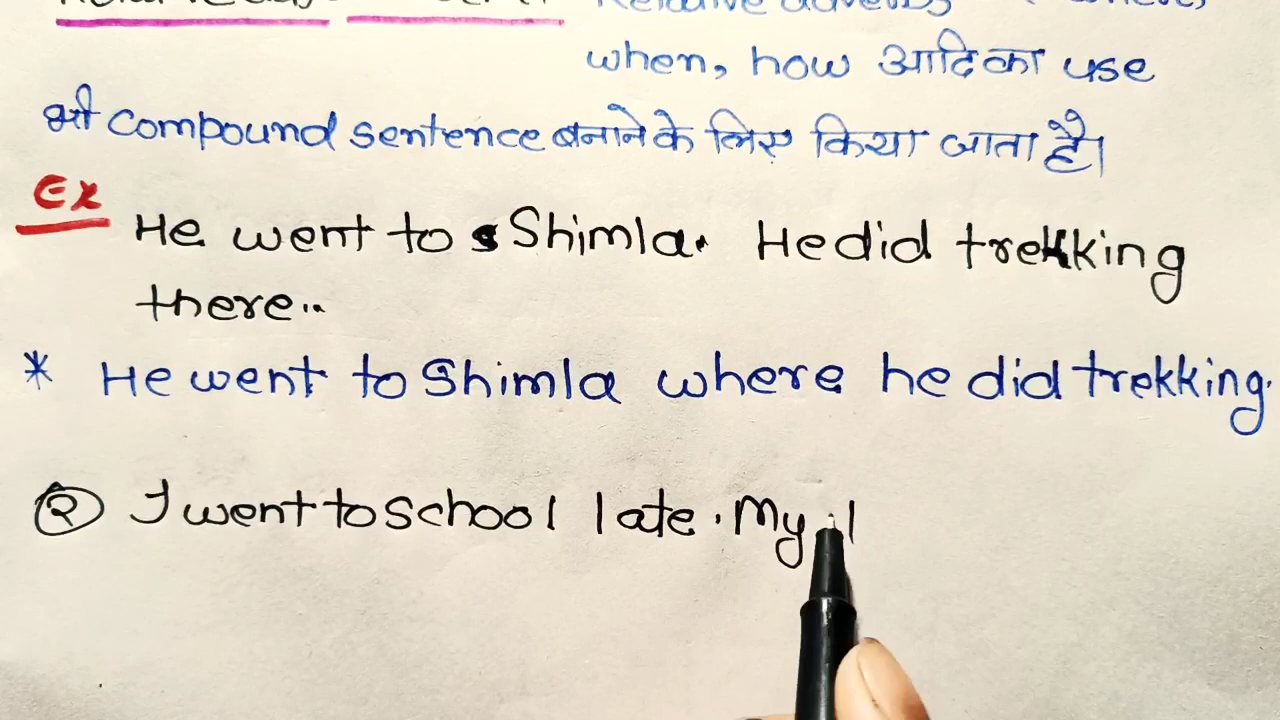 when, how आदि का use
भी compound sentence बनाने के लिए किया जाता है।
Ex
He went to Shimla. He did trekking
there..
* He went to Shimla where he did trekking.
② I went to school late. My